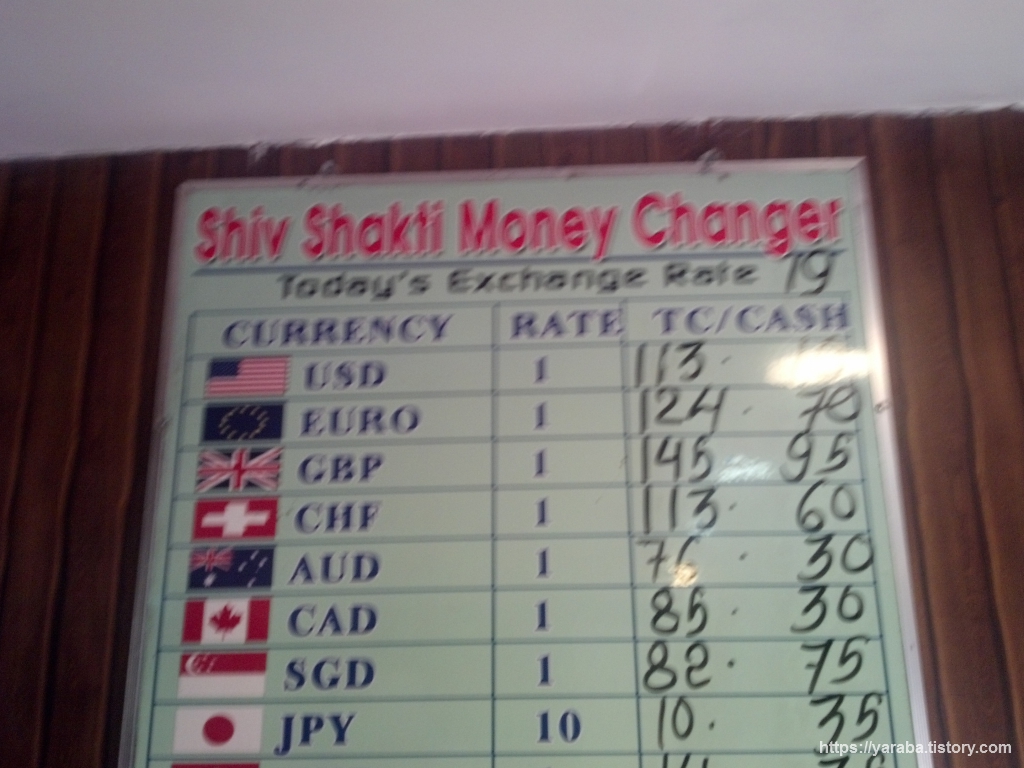 Shiv Shakti Money Changer
Today's Exchange Rate 19
CURRENCY RATE TC/CASH
USD 1 113.
EURO 1 124. 70
GBP 1 145 95
CHF 1 113. 60
AUD 1 . 30
CAD 1 85. 30
SGD 1 82. 75
JPY 10 10. 35
https://yaraba.tistory.com